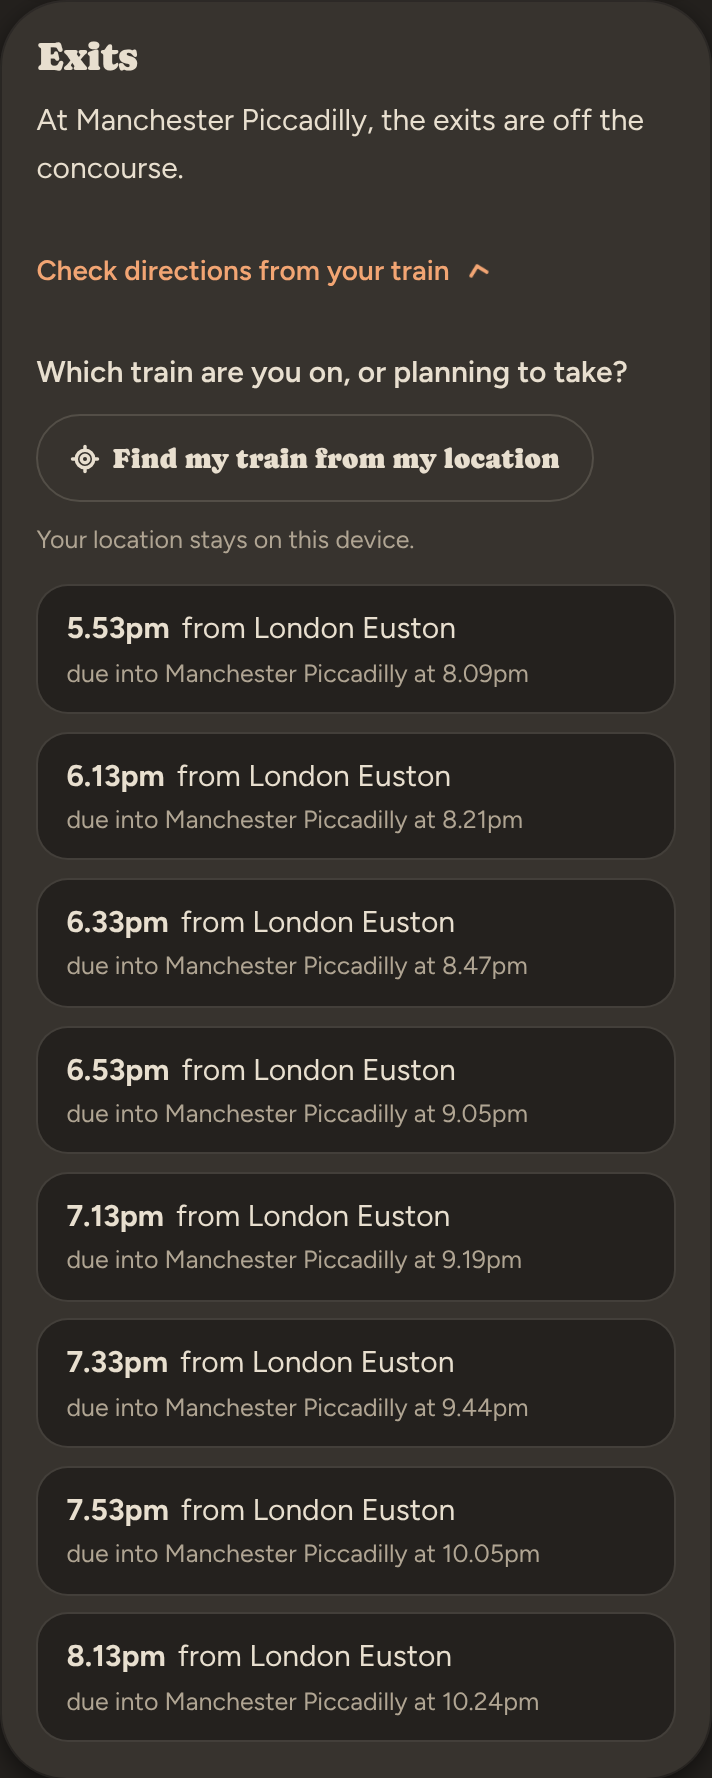 Exits
At Manchester Piccadilly, the exits are off the
concourse.
Check directions from your train
Which train are you on, or planning to take?
Find my train from my location
Your location stays on this device.
5.53pm from London Euston
due into Manchester Piccadilly at 8.09pm
6.13pm from London Euston
due into Manchester Piccadilly at 8.21pm
6.33pm from London Euston
due into Manchester Piccadilly at 8.47pm
6.53pm from London Euston
due into Manchester Piccadilly at 9.05pm
7.13pm from London Euston
due into Manchester Piccadilly at 9.19pm
7.33pm from London Euston
due into Manchester Piccadilly at 9.44pm
7.53pm from London Euston
due into Manchester Piccadilly at 10.05pm
8.13pm from London Euston
due into Manchester Piccadilly at 10.24pm